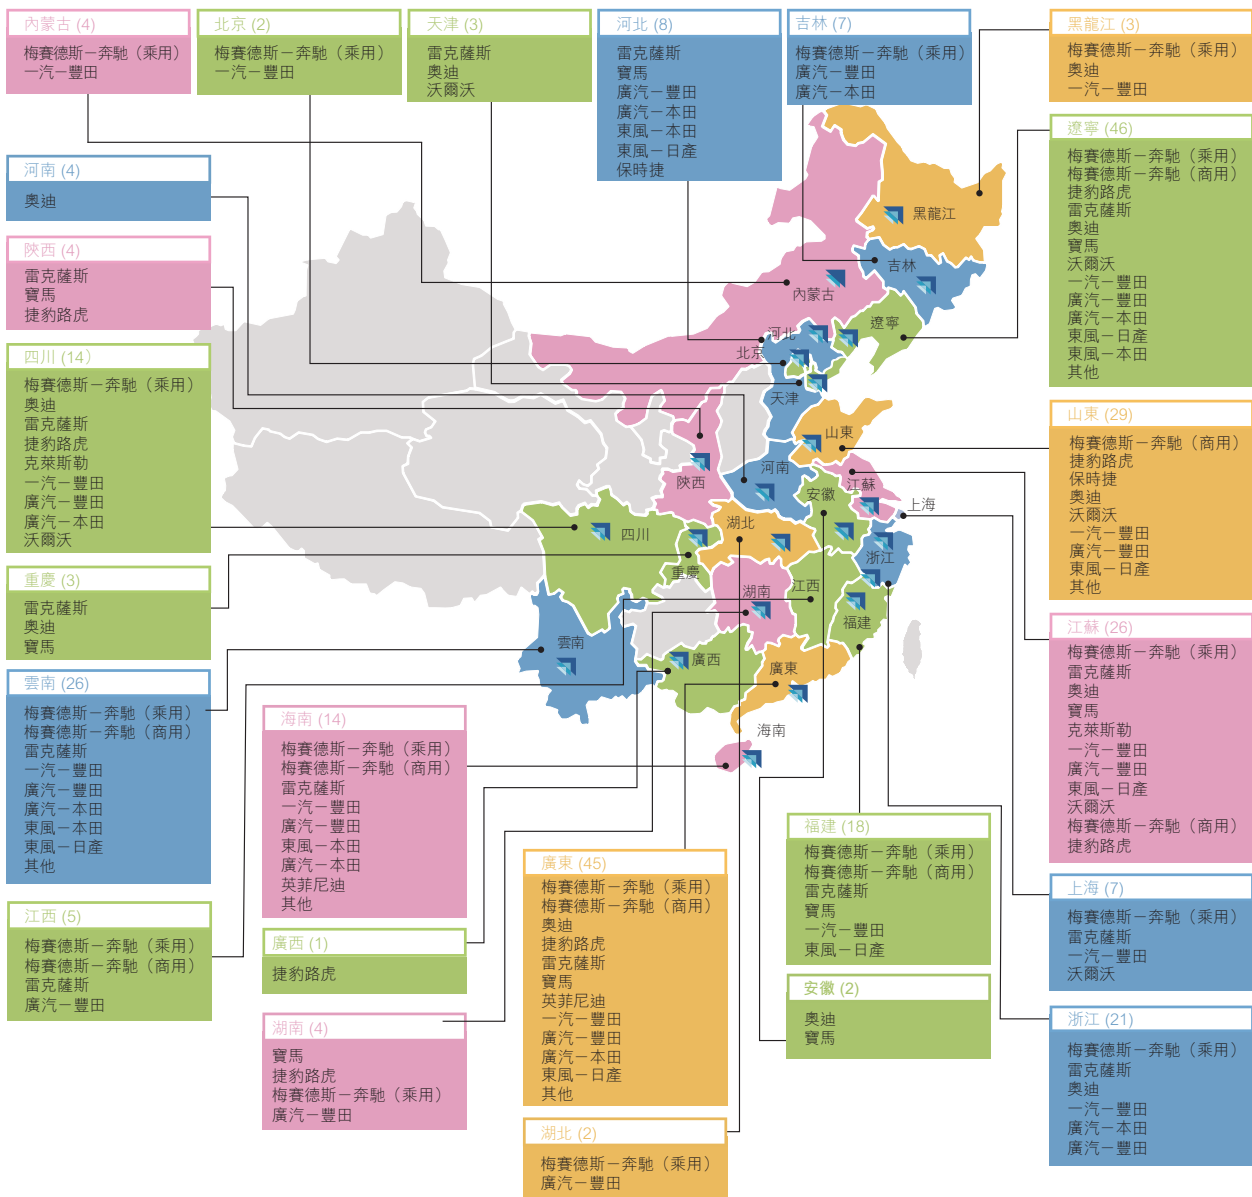 內蒙古 (4)
梅賽德斯－奔馳（乘用）
一汽－豐田
北京 (2)
梅賽德斯－奔馳（乘用）
一汽－豐田
天津 (3)
雷克薩斯
奧迪
沃爾沃
河北 (8)
雷克薩斯
寶馬
廣汽－豐田
廣汽－本田
東風－本田
東風－日產
保時捷
吉林 (7)
梅賽德斯－奔馳（乘用）
廣汽－豐田
廣汽－本田
黑龍江 (3)
梅賽德斯－奔馳（乘用）
奧迪
一汽－豐田
河南 (4)
奧迪
陝西 (4)
雷克薩斯
寶馬
捷豹路虎
四川 (14）
梅賽德斯－奔馳（乘用）
奧迪
雷克薩斯
捷豹路虎
克萊斯勒
一汽－豐田
廣汽－豐田
廣汽－本田
沃爾沃
重慶 (3)
雷克薩斯
奧迪
寶馬
雲南 (26)
梅賽德斯－奔馳（乘用）
梅賽德斯－奔馳（商用）
雷克薩斯
一汽－豐田
廣汽－豐田
廣汽－本田
東風－本田
東風－日產
其他
江西 (5)
梅賽德斯－奔馳（乘用）
梅賽德斯－奔馳（商用）
雷克薩斯
廣汽－豐田
黑龍江
吉林
內蒙古
遼寧
河北
北京
天津
山東
河南
陝西
江蘇
安徽
上海
湖北
四川
浙江
重慶
湖南
江西
福建
雲南
廣西
廣東
海南
海南 (14)
梅賽德斯－奔馳（乘用）
梅賽德斯－奔馳（商用）
雷克薩斯
一汽－豐田
廣汽－豐田
東風－本田
廣汽－本田
英菲尼迪
其他
廣西 (1)
捷豹路虎
湖南 (4)
寶馬
捷豹路虎
梅賽德斯－奔馳（乘用）
廣汽－豐田
廣東 (45)
梅賽德斯－奔馳（乘用）
梅賽德斯－奔馳（商用）
奧迪
捷豹路虎
雷克薩斯
寶馬
英菲尼迪
一汽－豐田
廣汽－豐田
廣汽－本田
東風－日產
其他
湖北 (2)
梅賽德斯－奔馳（乘用）
廣汽－豐田
福建 (18)
梅賽德斯－奔馳（乘用）
梅賽德斯－奔馳（商用）
雷克薩斯
寶馬
一汽－豐田
東風－日產
安徽 (2)
奧迪
寶馬
遼寧 (46)
梅賽德斯－奔馳（乘用）
梅賽德斯－奔馳（商用）
捷豹路虎
雷克薩斯
奧迪
寶馬
沃爾沃
一汽－豐田
廣汽－豐田
廣汽－本田
東風－日產
東風－本田
其他
山東 (29)
梅賽德斯－奔馳（商用）
捷豹路虎
保時捷
奧迪
沃爾沃
一汽－豐田
廣汽－豐田
東風－日產
其他
江蘇 (26)
梅賽德斯－奔馳（乘用）
雷克薩斯
奧迪
寶馬
克萊斯勒
一汽－豐田
廣汽－豐田
東風－日產
沃爾沃
梅賽德斯－奔馳（商用）
捷豹路虎
上海 (7)
梅賽德斯－奔馳（乘用）
雷克薩斯
一汽－豐田
沃爾沃
浙江 (21)
梅賽德斯－奔馳（乘用）
雷克薩斯
奧迪
一汽－豐田
廣汽－本田
廣汽－豐田